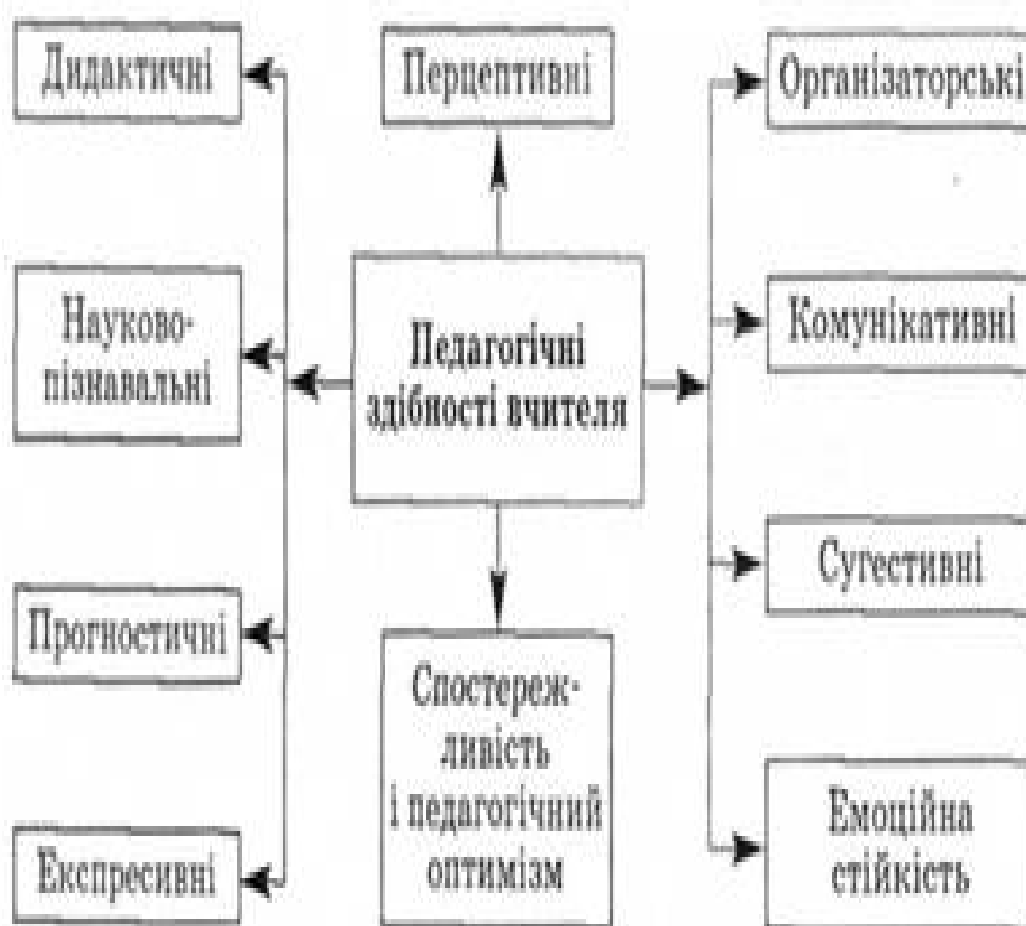 Дидактичні
Науково-
пізнавальні
Прогностичні
Експресивні
Перцептивні
Педагогічні
здібності вчителя
Спостереж-
ливість
і педагогічний
оптимізм
Організаторські
Комунікативні
Сугестивні
Емоційна
стійкість